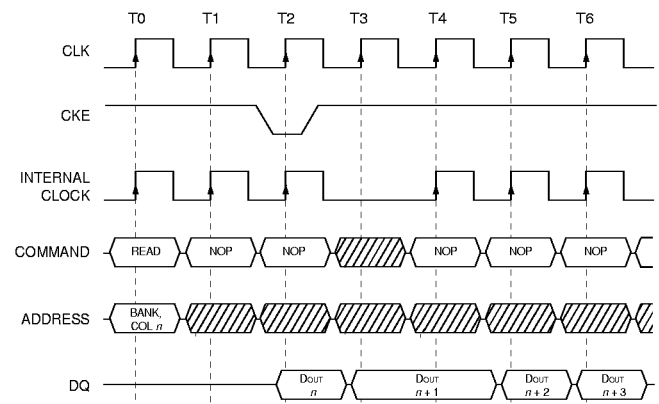 T0 T1 T2 T3 T4 T5 T6
CLK
CKE
INTERNAL
CLOCK
COMMAND READ NOP NOP NOP NOP NOP
ADDRESS BANK,
COL n
DQ DOUT n DOUT n + 1 DOUT n + 2 DOUT n + 3